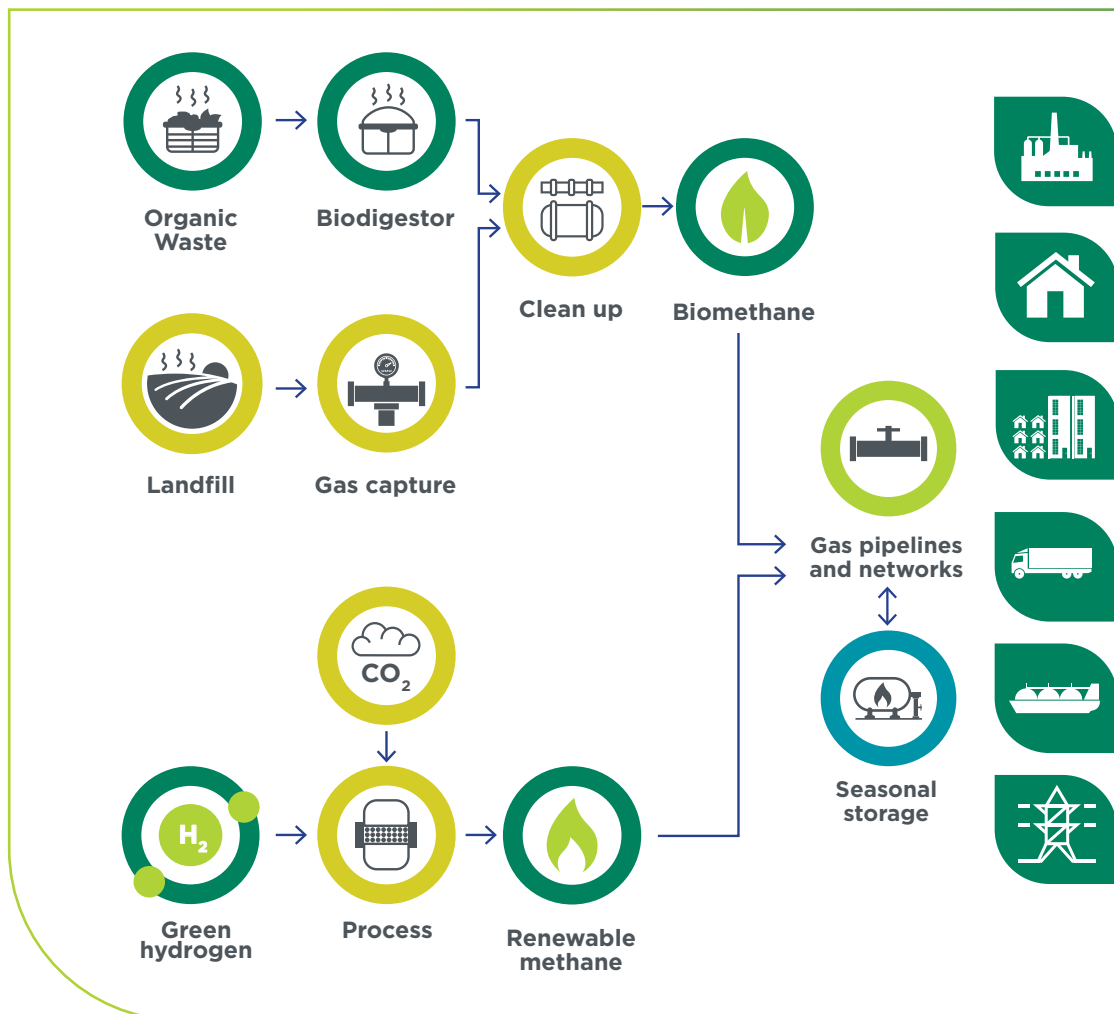 Organic
Waste
Biodigestor
Clean up
Biomethane
Landfill
Gas capture
Gas pipelines
and networks
CO2
Seasonal
storage
H2
Green
hydrogen
Process
Renewable
methane